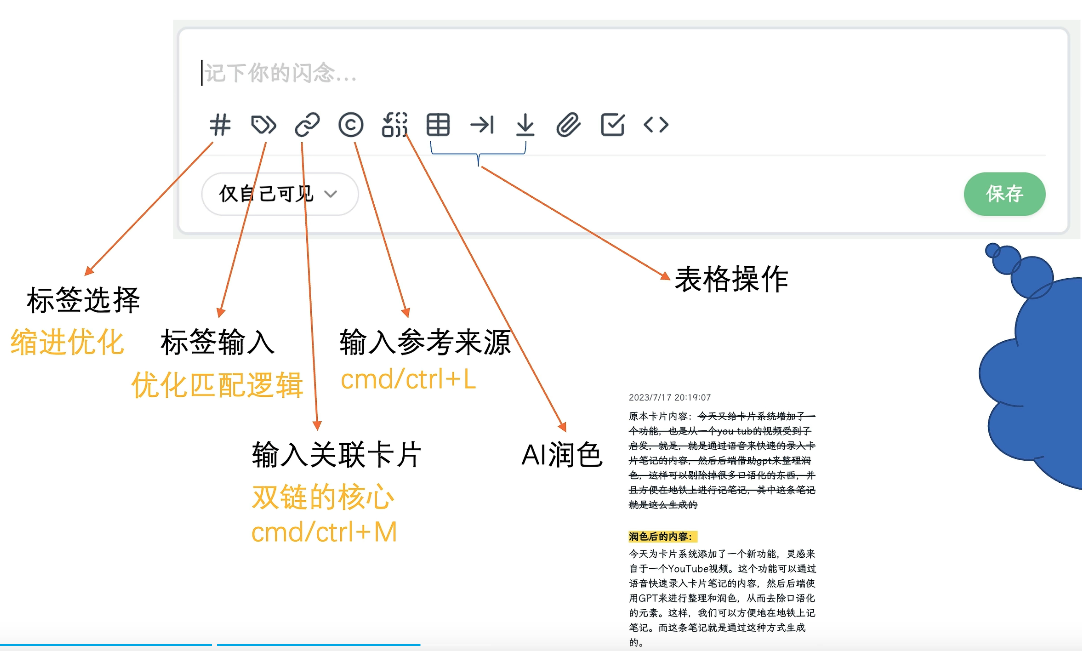 记下你的闪念...
仅自己可见
保存
表格操作
标签选择
缩进优化
标签输入
优化匹配逻辑
输入参考来源
cmd/ctrl+L
输入关联卡片
双链的核心
cmd/ctrl+M
AI润色
2023/7/17 20:19:07
原本卡片内容：今天又给卡片系统增加了一
个功能，也是从一个you tub的视频受到了
启发，就是，就是通过语音来快速的录入卡
片笔记的内容，然后后端借助gpt来整理润
色，这样可以剔除掉很多口语化的东西，并
且方便在地铁上进行记笔记，其中这条笔记
就是这么生成的
润色后的内容：
今天为卡片系统添加了一个新功能，灵感来
自于一个YouTube视频。这个功能可以通过
语音快速录入卡片笔记的内容，然后后端使
用GPT来进行整理和润色，从而去除口语化
的元素。这样，我们可以方便地在地铁上记
笔记。而这条笔记就是通过这种方式生成
的。